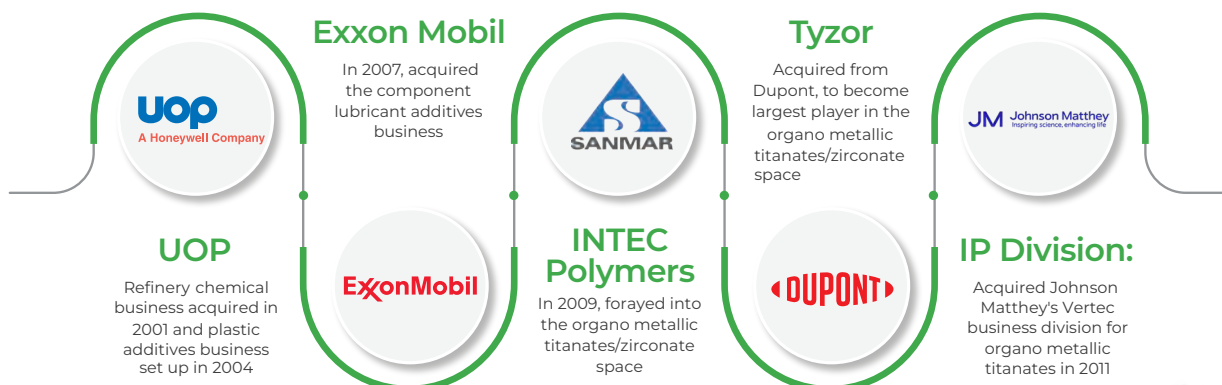 uop
A Honeywell Company
UOP
Refinery chemical
business acquired in
2001 and plastic
additives business
set up in 2004
Exxon Mobil
In 2007, acquired
the component
lubricant additives
business
ExxonMobil
SANMAR
INTEC
Polymers
In 2009, forayed into
the organo metallic
titanates/zirconate
space
Tyzor
Acquired from
Dupont, to become
largest player in the
organo metallic
titanates/zirconate
space
DUPONT
JM Johnson Matthey
Inspiring science, enhancing life
IP Division:
Acquired Johnson
Matthey's Vertec
business division for
organo metallic
titanates in 2011